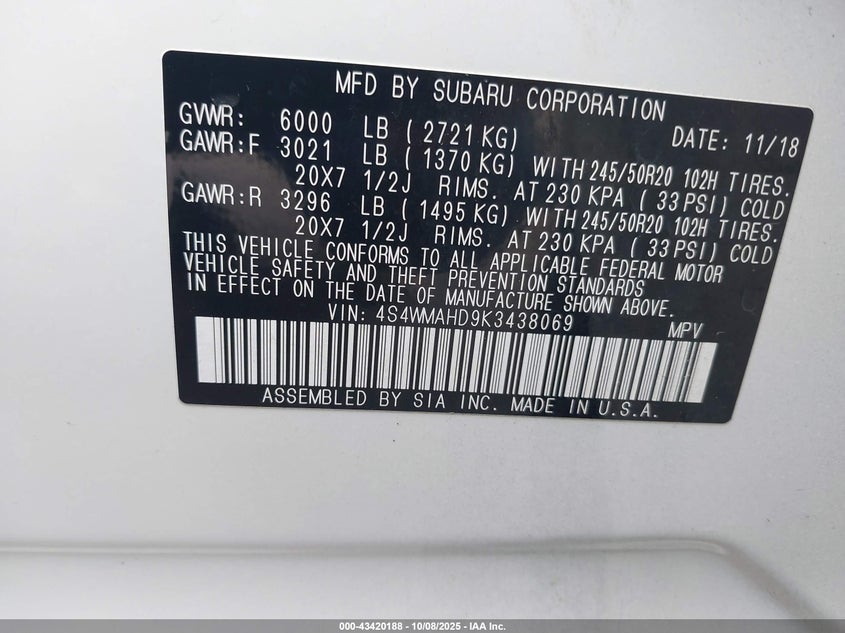 MFD BY SUBARU CORPORATION
GVWR: 6000 LB ( 2721 KG) DATE: 11/18
GAWR:F 3021 LB ( 1370 KG) WITH 245/50R20 102H TIRES.
20X7 1/2J RIMS. AT 230 KPA ( 33 PSI) COLD
GAWR:R 3296 LB ( 1495 KG) WITH 245/50R20 102H TIRES.
20X7 1/2J RIMS. AT 230 KPA ( 33 PSI) COLD
THIS VEHICLE CONFORMS TO ALL APPLICABLE FEDERAL MOTOR
VEHICLE SAFETY AND THEFT PREVENTION STANDARDS
IN EFFECT ON THE DATE OF MANUFACTURE SHOWN ABOVE.
VIN: 4S4WMAHD9K3438069 MPV
ASSEMBLED BY SIA INC. MADE IN U.S.A.
000-43420188 - 10/08/2025 - IAA Inc.